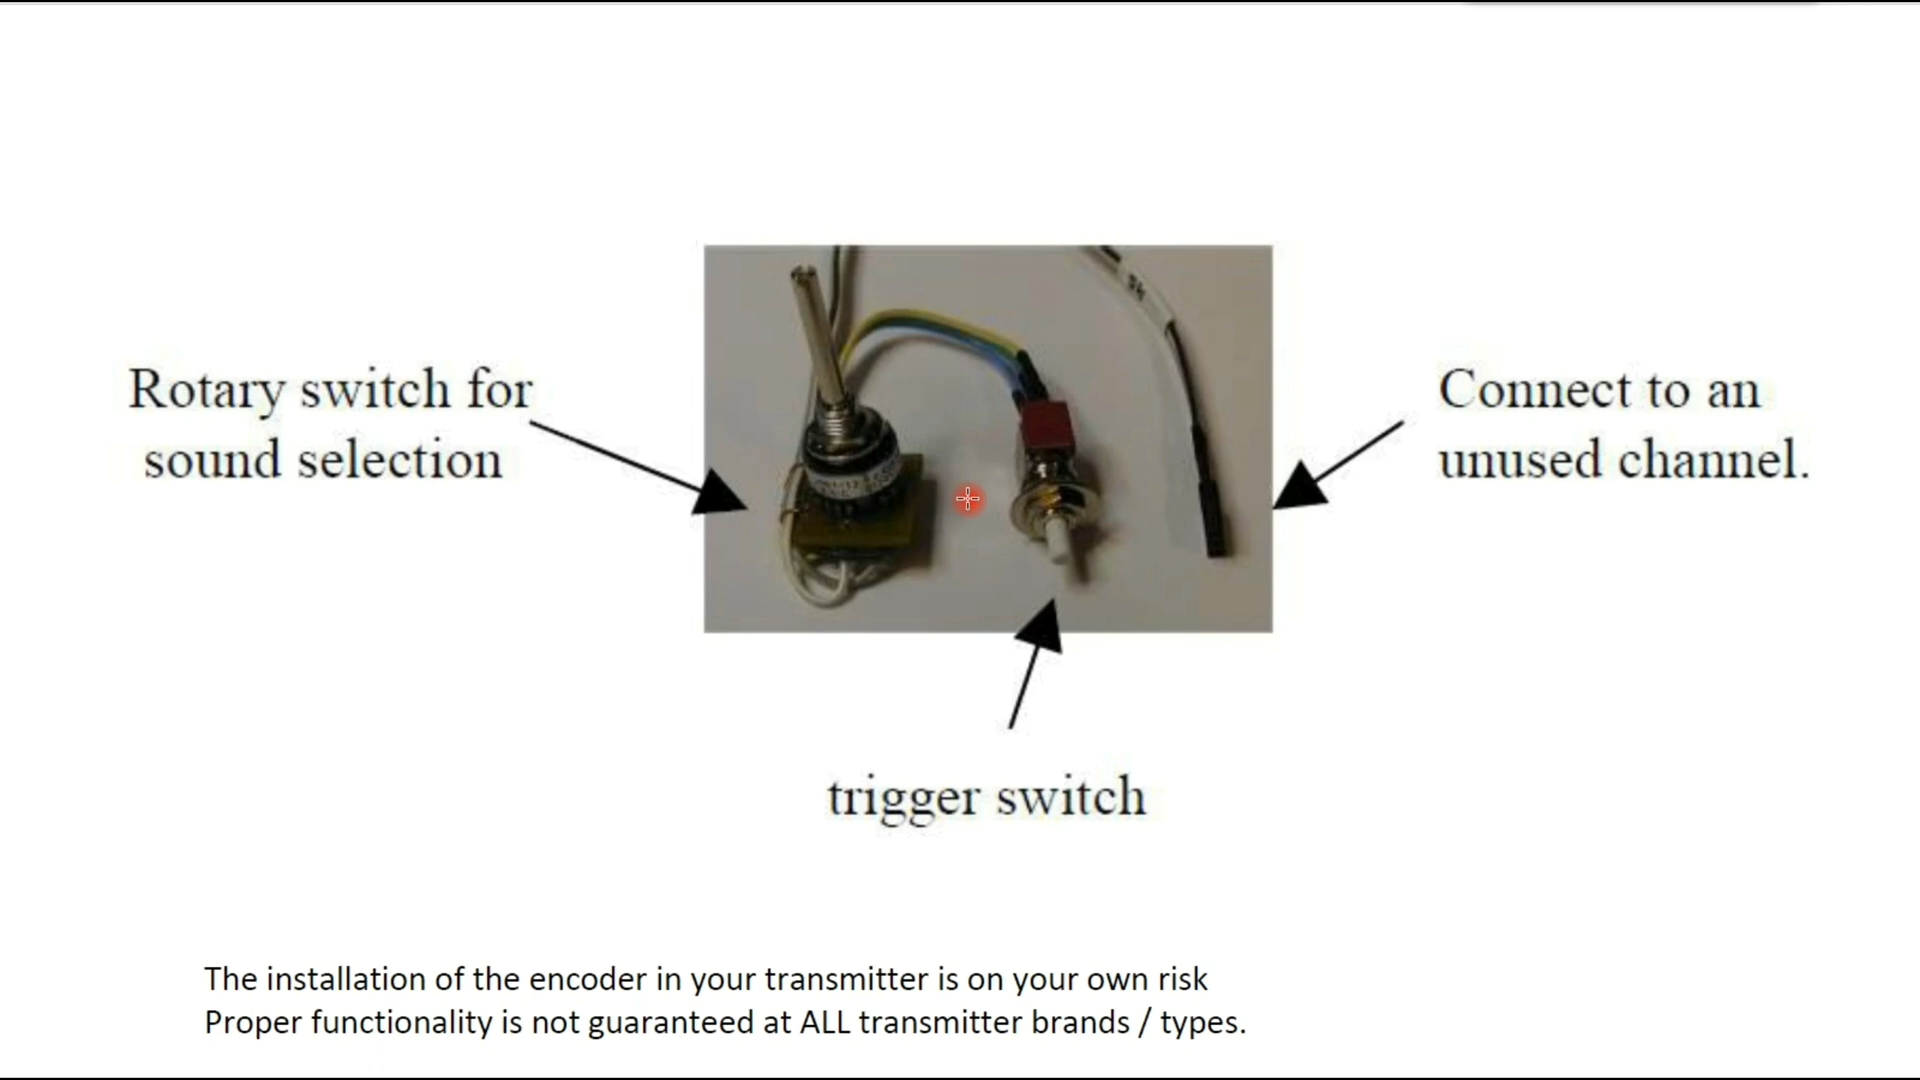 Rotary switch for
sound selection
Connect to an
unused channel.
trigger switch
The installation of the encoder in your transmitter is on your own risk
Proper functionality is not guaranteed at ALL transmitter brands / types.